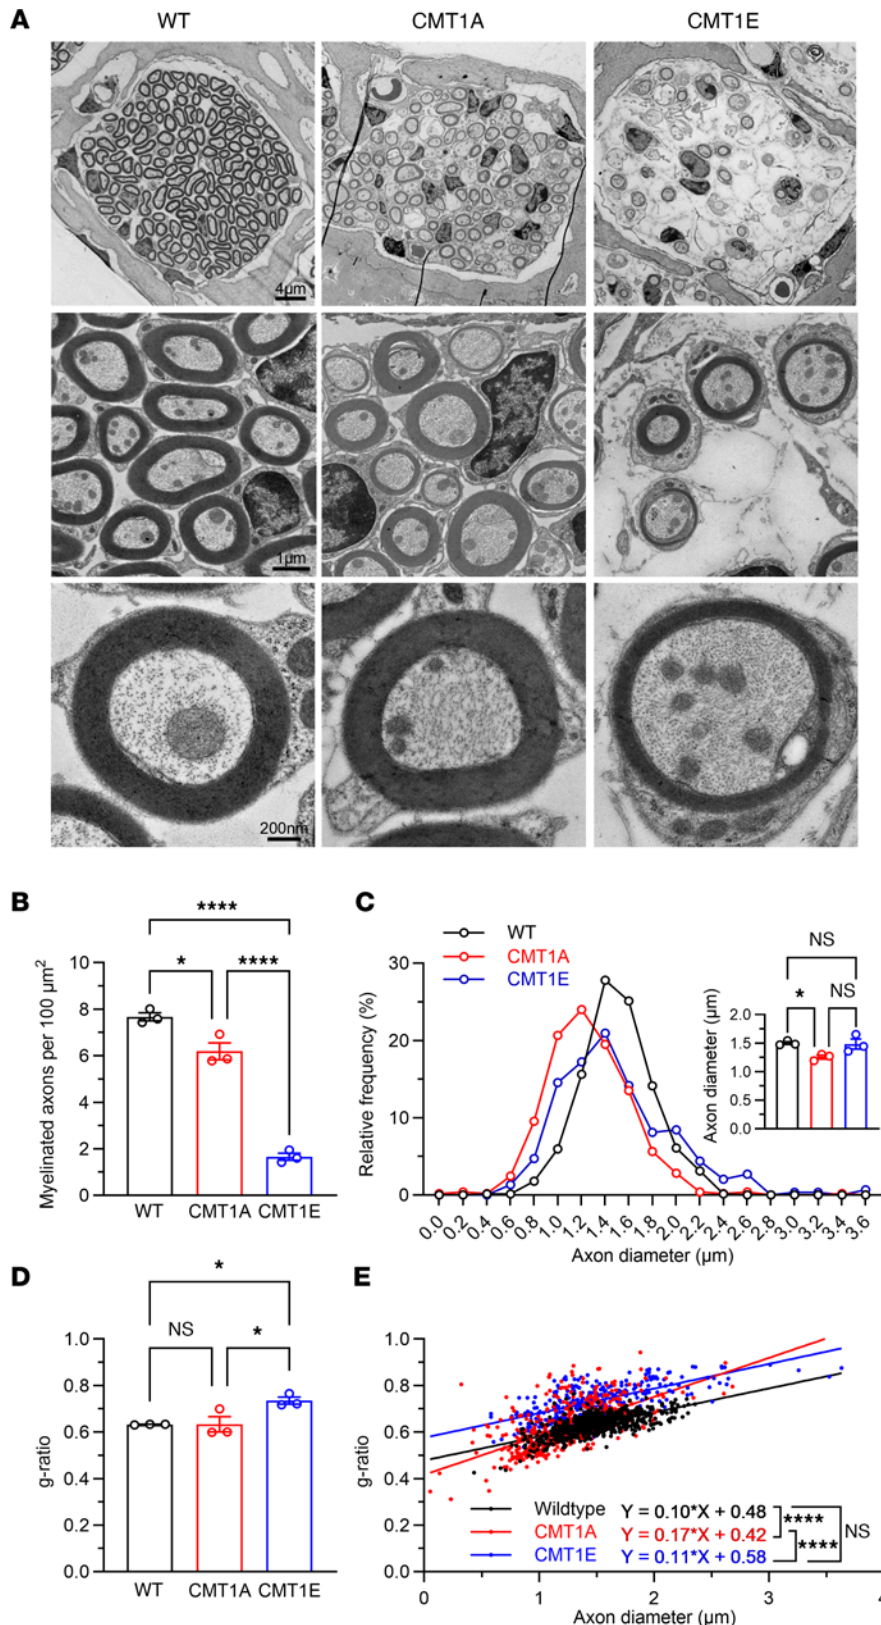 A
WT CMT1A CMT1E
4μm
1μm
200nm
B
****
* ****
Myelinated axons per 100 μm²
10
8
6
4
2
0
WT CMT1A CMT1E
C
WT
CMT1A
CMT1E
Relative frequency (%)
30
20
10
0
0.0 0.2 0.4 0.6 0.8 1.0 1.2 1.4 1.6 1.8 2.0 2.2 2.4 2.6 2.8 3.0 3.2 3.4 3.6
Axon diameter (μm)
NS
* NS
Axon diameter (μm)
2.0
1.5
1.0
0.5
0.0
D
*
NS *
g-ratio
1.0
0.8
0.6
0.4
0.2
0.0
WT CMT1A CMT1E
E
g-ratio
1.0
0.8
0.6
0.4
0.2
0.0
Wildtype Y = 0.10*X + 0.48
CMT1A Y = 0.17*X + 0.42
CMT1E Y = 0.11*X + 0.58
****
****
NS
0 1 2 3 4
Axon diameter (μm)